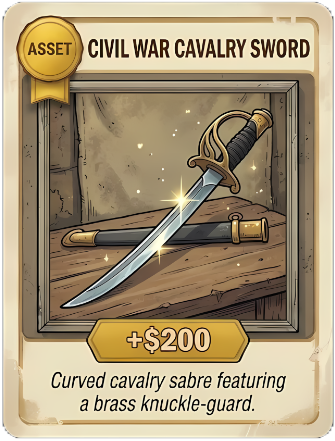 ASSET
CIVIL WAR CAVALRY SWORD
+$200
Curved cavalry sabre featuring
a brass knuckle-guard.